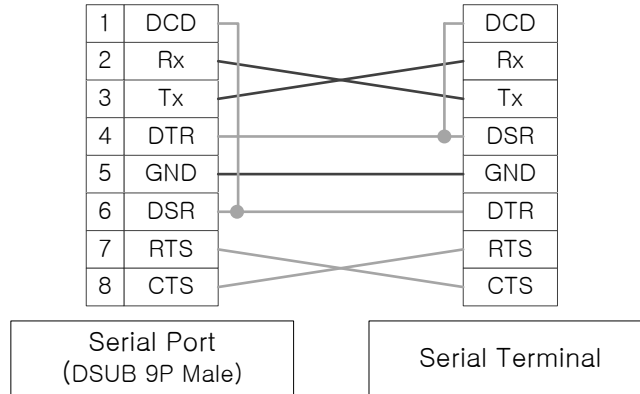 1 DCD DCD
2 Rx Rx
3 Tx Tx
4 DTR DSR
5 GND GND
6 DSR DTR
7 RTS RTS
8 CTS CTS
Serial Port
(DSUB 9P Male)
Serial Terminal